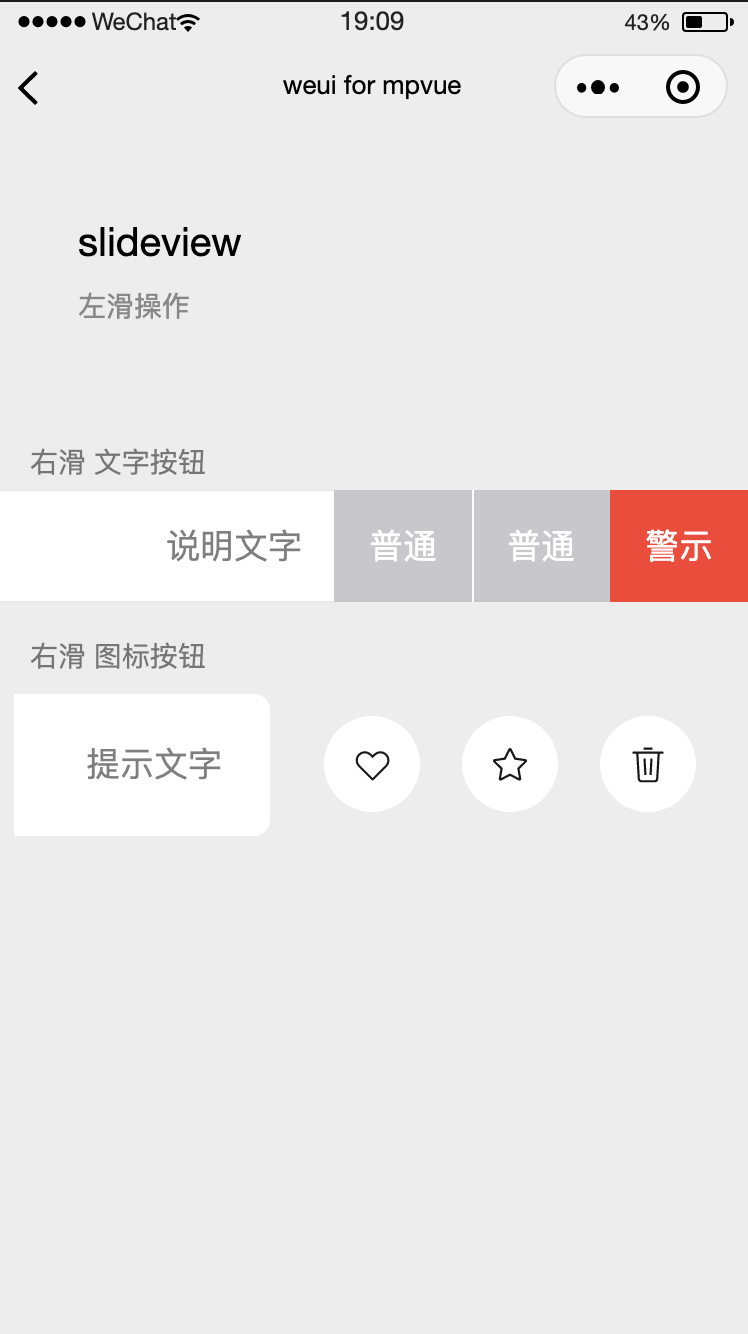 WeChat 19:09 43%
weui for mpvue
slideview
左滑操作
右滑 文字按钮
说明文字 普通 普通 警示
右滑 图标按钮
提示文字